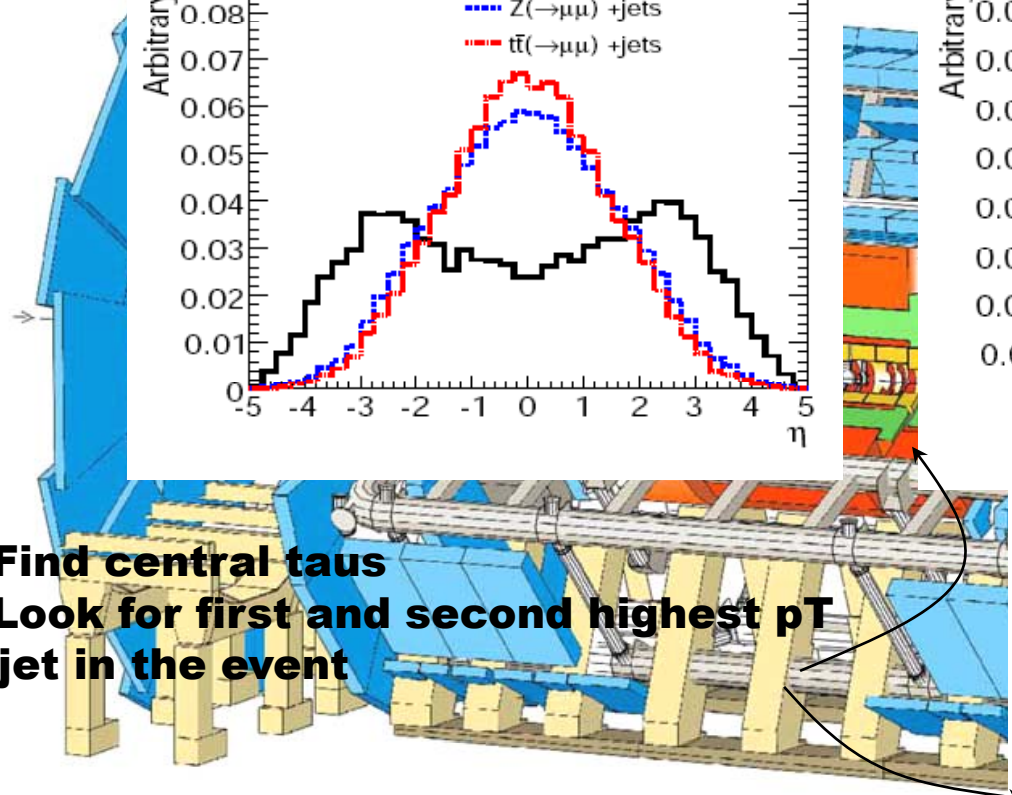 Arbitrary
0.08
0.07
0.06
0.05
0.04
0.03
0.02
0.01
0
-5 -4 -3 -2 -1 0 1 2 3 4 5
η
Z(→μμ) +jets
tt̄(→μμ) +jets
Arbitrary
Find central taus
Look for first and second highest pT
jet in the event